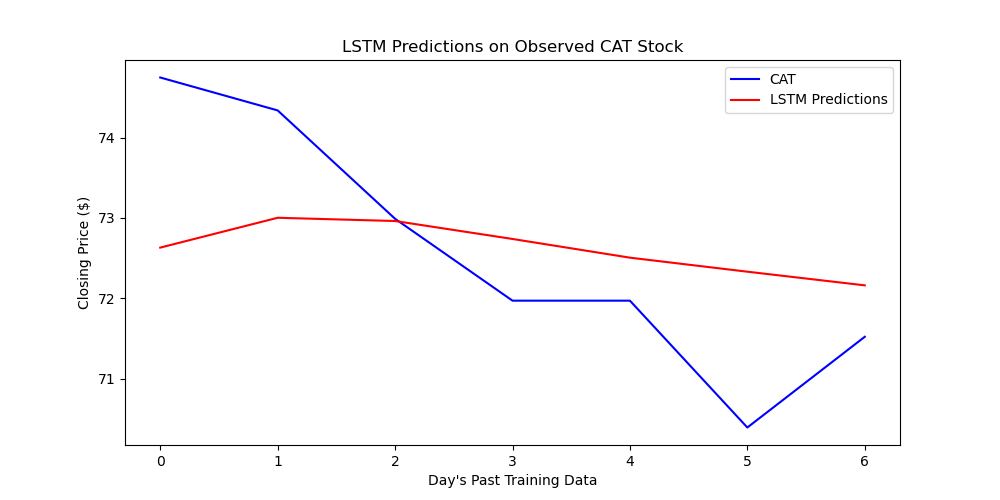 LSTM Predictions on Observed CAT Stock
CAT
LSTM Predictions
Closing Price ($)
74
73
72
71
0 1 2 3 4 5 6
Day's Past Training Data